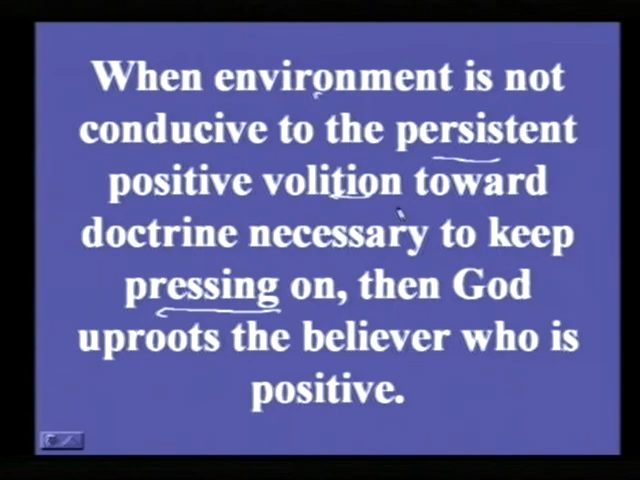 When environment is not
conducive to the persistent
positive volition toward
doctrine necessary to keep
pressing on, then God
uproots the believer who is
positive.